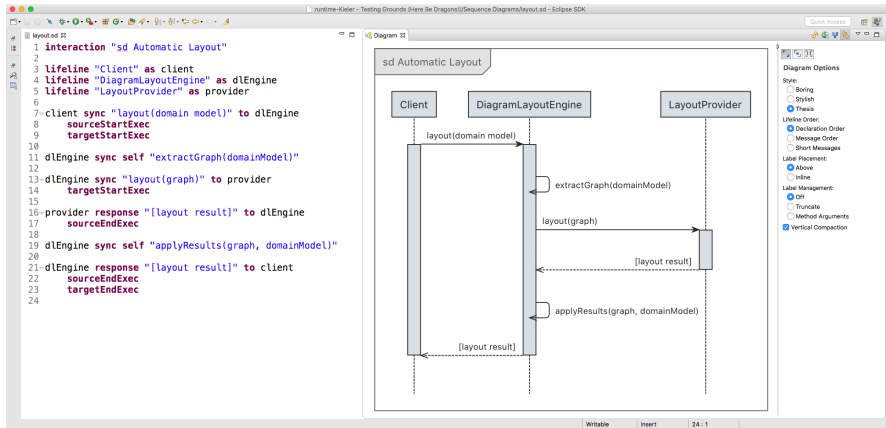 runtime-Kieler - Testing Grounds (Here Be Dragons!)/Sequence Diagrams/layout.sd - Eclipse SDK
Quick Access
layout.sd
1 interaction "sd Automatic Layout"
2
3 lifeline "Client" as client
4 lifeline "DiagramLayoutEngine" as dlEngine
5 lifeline "LayoutProvider" as provider
6
7 client sync "layout(domain model)" to dlEngine
8 sourceStartExec
9 targetStartExec
10
11 dlEngine sync self "extractGraph(domainModel)"
12
13 dlEngine sync "layout(graph)" to provider
14 targetStartExec
15
16 provider response "[layout result]" to dlEngine
17 sourceEndExec
18
19 dlEngine sync self "applyResults(graph, domainModel)"
20
21 dlEngine response "[layout result]" to client
22 sourceEndExec
23 targetEndExec
24
Diagram
sd Automatic Layout
Client
DiagramLayoutEngine
LayoutProvider
layout(domain model)
extractGraph(domainModel)
layout(graph)
[layout result]
applyResults(graph, domainModel)
[layout result]
Diagram Options
Style:
Boring
Stylish
Thesis
Lifeline Order:
Declaration Order
Message Order
Short Messages
Label Placement:
Above
Inline
Label Management:
Off
Truncate
Method Arguments
Vertical Compaction
Writable
Insert
24 : 1